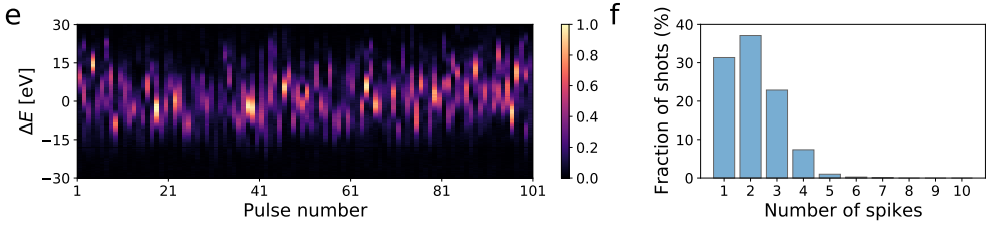 e
30
15
0
−15
−30
ΔE [eV]
1 21 41 61 81 101
Pulse number
1.0
0.8
0.6
0.4
0.2
0.0
f
40
30
20
10
0
Fraction of shots (%)
1 2 3 4 5 6 7 8 9 10
Number of spikes